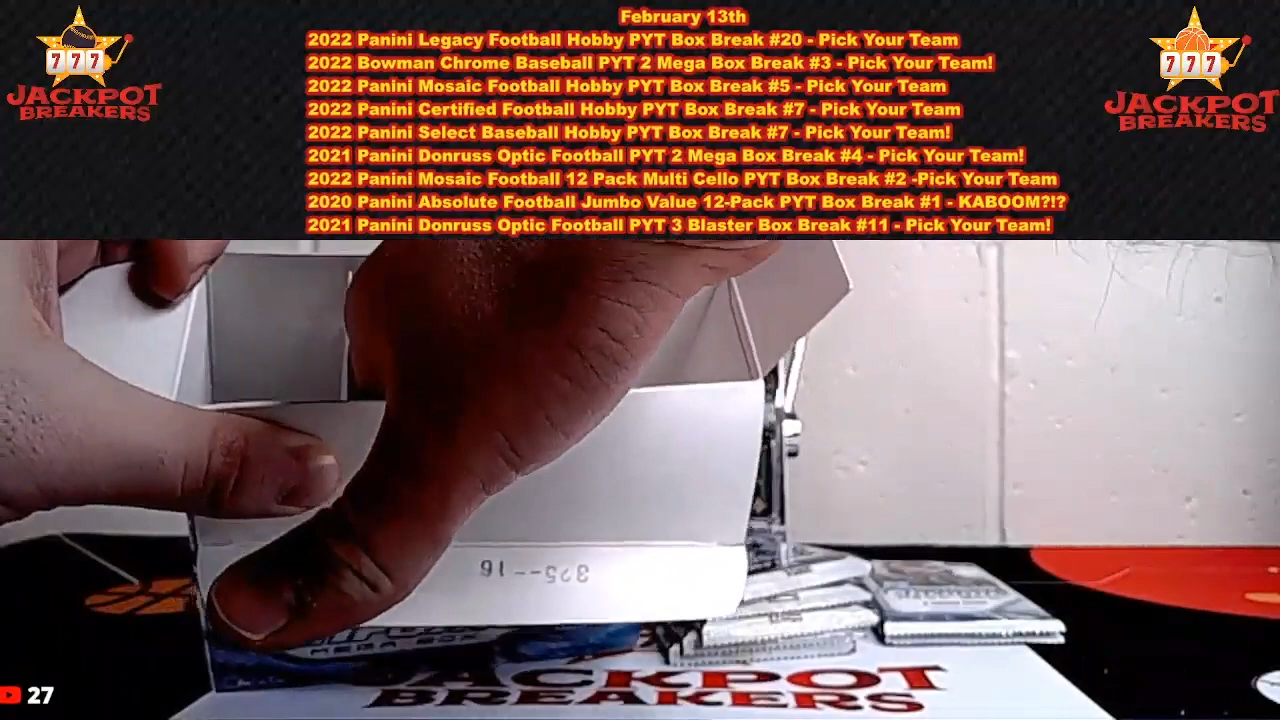 February 13th
2022 Panini Legacy Football Hobby PYT Box Break #20 - Pick Your Team
2022 Bowman Chrome Baseball PYT 2 Mega Box Break #3 - Pick Your Team!
2022 Panini Mosaic Football Hobby PYT Box Break #5 - Pick Your Team
2022 Panini Certified Football Hobby PYT Box Break #7 - Pick Your Team
2022 Panini Select Baseball Hobby PYT Box Break #7 - Pick Your Team!
2021 Panini Donruss Optic Football PYT 2 Mega Box Break #4 - Pick Your Team!
2022 Panini Mosaic Football 12 Pack Multi Cello PYT Box Break #2 -Pick Your Team
2020 Panini Absolute Football Jumbo Value 12-Pack PYT Box Break #1 - KABOOM?!?
2021 Panini Donruss Optic Football PYT 3 Blaster Box Break #11 - Pick Your Team!
777
JACKPOT
BREAKERS
777
JACKPOT
BREAKERS
325--16
MEGA BOX
JACKPOT
BREAKERS
27